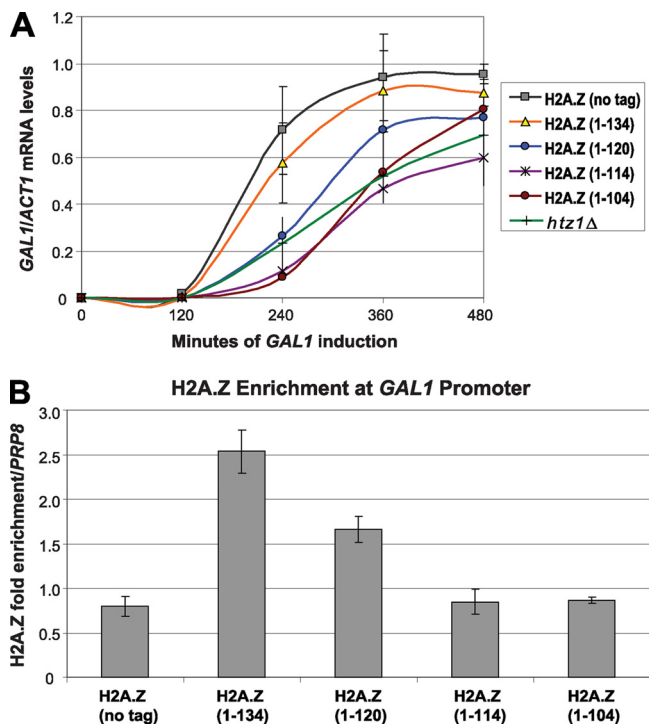 A
GAL1/ACT1 mRNA levels
1.2
1.0
0.8
0.6
0.4
0.2
0
0 120 240 360 480
Minutes of GAL1 induction
H2A.Z (no tag)
H2A.Z (1-134)
H2A.Z (1-120)
H2A.Z (1-114)
H2A.Z (1-104)
htz1Δ
B
H2A.Z Enrichment at GAL1 Promoter
H2A.Z fold enrichment/PRP8
3.0
2.5
2.0
1.5
1.0
0.5
0
H2A.Z H2A.Z H2A.Z H2A.Z H2A.Z
(no tag) (1-134) (1-120) (1-114) (1-104)